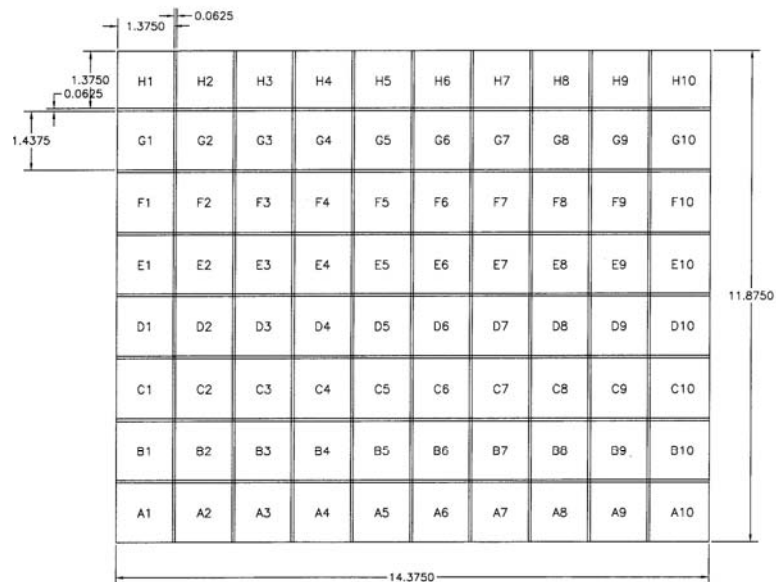 0.0625
1.3750
H1 H2 H3 H4 H5 H6 H7 H8 H9 H10
1.3750
0.0625
1.4375
G1 G2 G3 G4 G5 G6 G7 G8 G9 G10
F1 F2 F3 F4 F5 F6 F7 F8 F9 F10
E1 E2 E3 E4 E5 E6 E7 E8 E9 E10
11.8750
D1 D2 D3 D4 D5 D6 D7 D8 D9 D10
C1 C2 C3 C4 C5 C6 C7 C8 C9 C10
B1 B2 B3 B4 B5 B6 B7 B8 B9 B10
A1 A2 A3 A4 A5 A6 A7 A8 A9 A10
14.3750